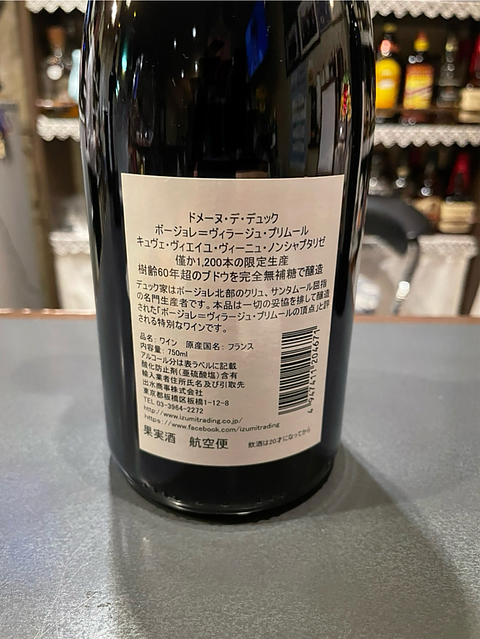 ドメーヌ・デ・デュック
ボージョレ=ヴィラージュ・プリムール
キュヴェ・ヴィエイユ・ヴィーニュ・ノンシャプタリゼ
僅か1,200本の限定生産
樹齢60年超のブドウを完全無補糖で醸造
デュック家はボージョレ北部のクリュ、サンタムール屈指
の名門生産者です。本品は一切の妥協を排して醸造
された「ボージョレ=ヴィラージュ・プリムールの頂点」と評
される特別なワインです。
品名: ワイン 原産国名: フランス
内容量: 750ml
アルコール分は表ラベルに記載
酸化防止剤(亜硫酸塩)含有
輸入業者住所氏名及び引取先
出水商事株式会社
東京都板橋区板橋1-12-8
TEL 03-3964-2272
http://www.izumitrading.co.jp/
https://www.facebook.com/izumitrading
果実酒 航空便 飲酒は20才になってから
4947411204671